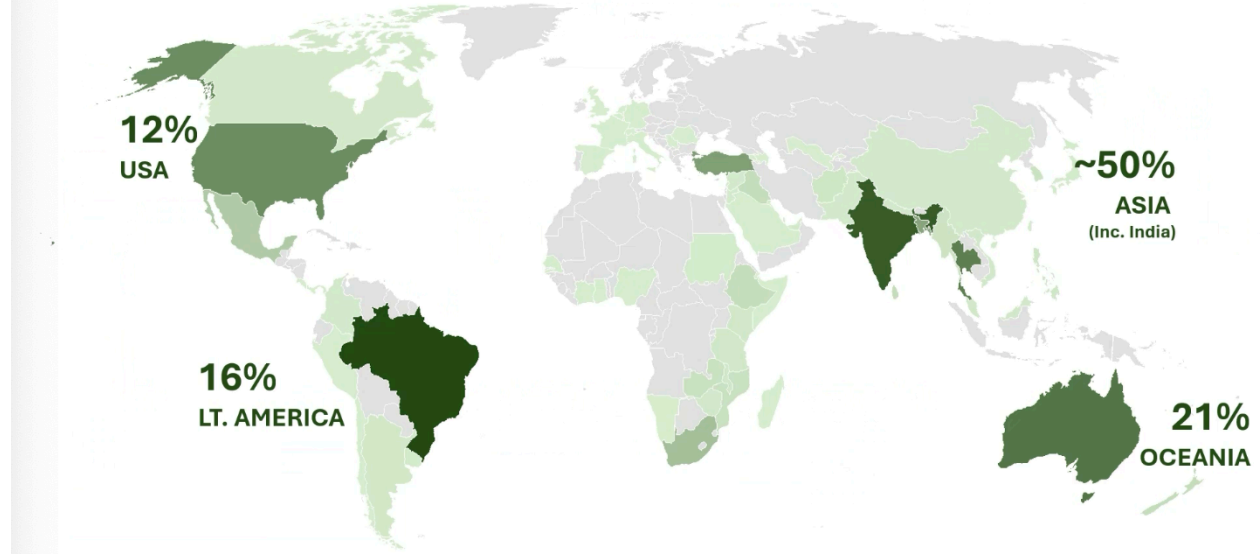 12%
USA
~50%
ASIA
(Inc. India)
16%
LT. AMERICA
21%
OCEANIA